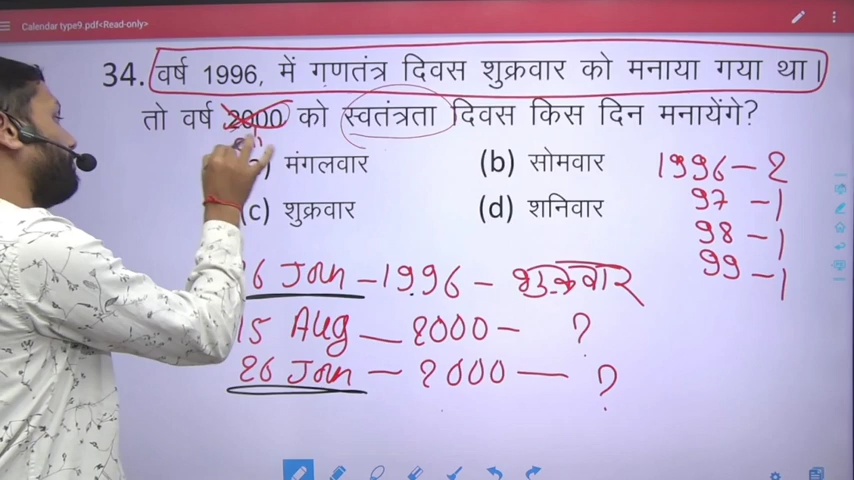 Calendar type9.pdf<Read-only>
34. वर्ष 1996, में गणतंत्र दिवस शुक्रवार को मनाया गया था।
तो वर्ष 2000 को स्वतंत्रता दिवस किस दिन मनायेंगे?
मंगलवार (b) सोमवार
(c) शुक्रवार (d) शनिवार
1996 - 2
97 - 1
98 - 1
99 - 1
6 Jan - 1996 - शुक्रवार
15 Aug - 2000 - ?
26 Jan - 2000 - ?